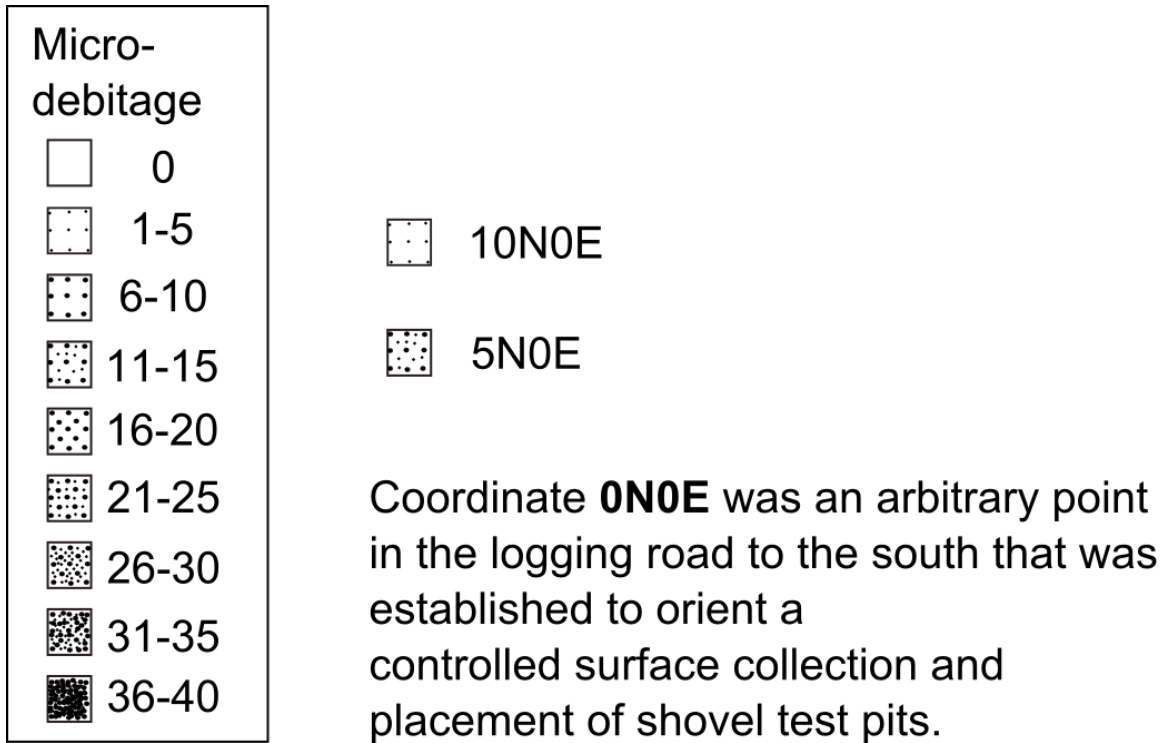 Micro-
debitage
0
1-5
6-10
11-15
16-20
21-25
26-30
31-35
36-40
10N0E
5N0E
Coordinate 0N0E was an arbitrary point
in the logging road to the south that was
established to orient a
controlled surface collection and
placement of shovel test pits.